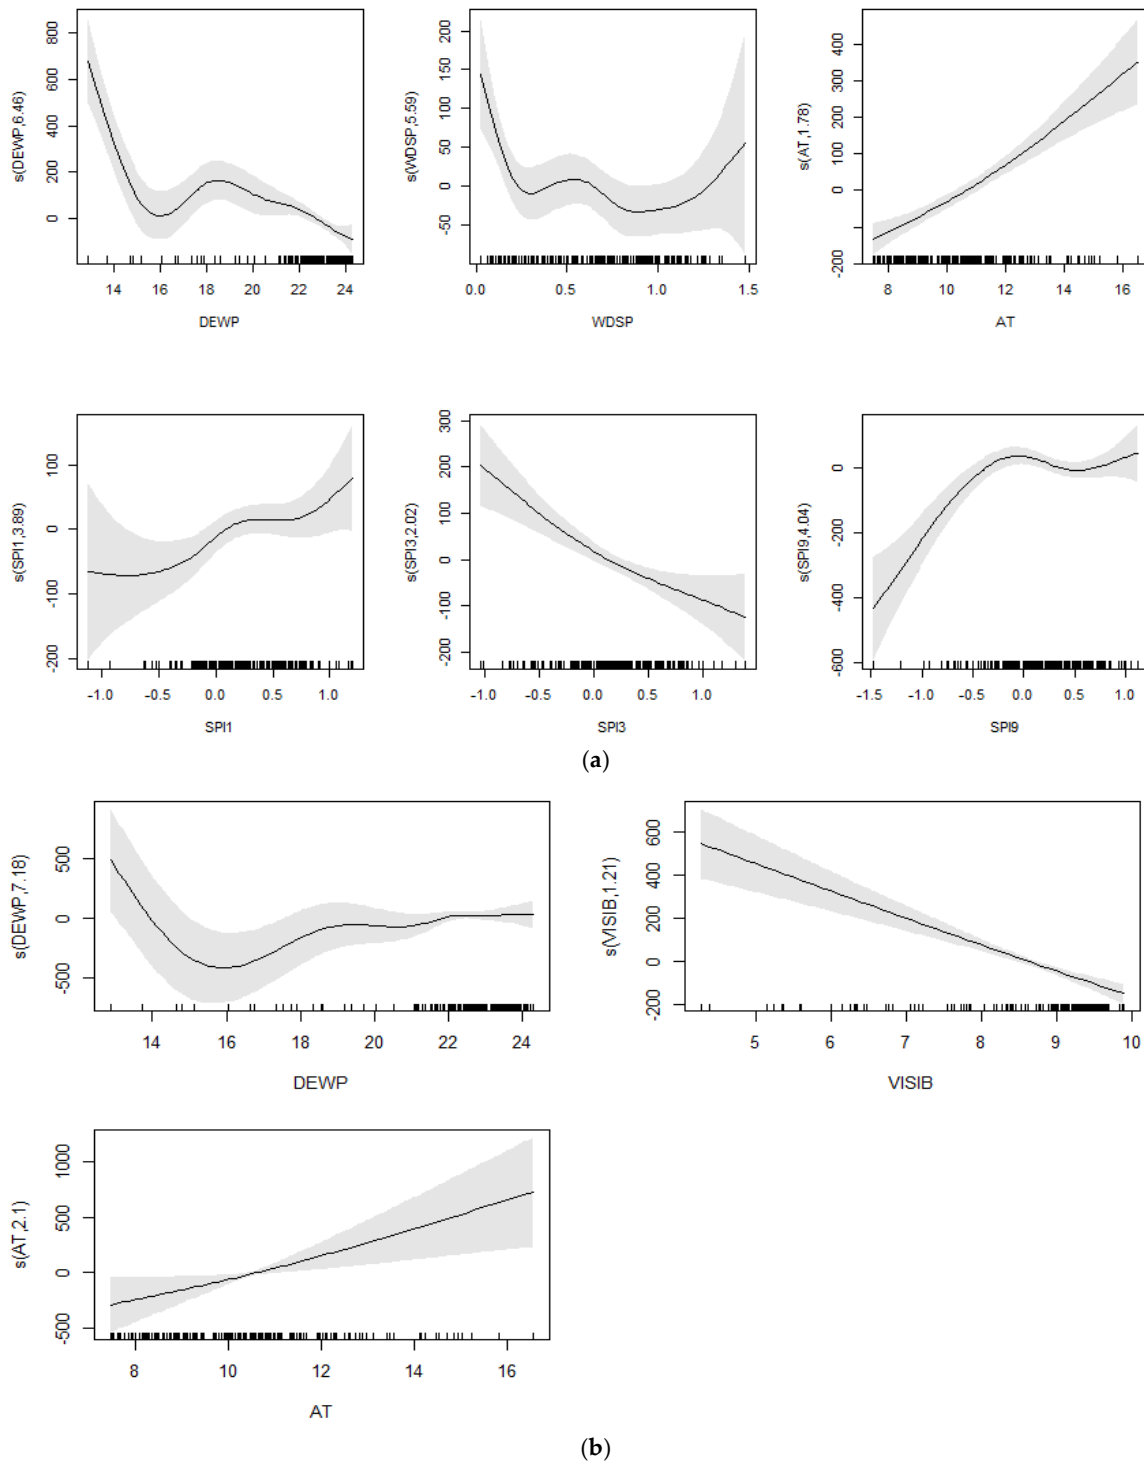 s(DEWP,6.46)
800
600
400
200
0
14 16 18 20 22 24
DEWP
s(WDSP,5.59)
200
150
100
50
0
-50
0.0 0.5 1.0 1.5
WDSP
s(AT,1.78)
400
300
200
100
0
-200
8 10 12 14 16
AT
s(SPI1,3.89)
100
0
-100
-200
-1.0 -0.5 0.0 0.5 1.0
SPI1
s(SPI3,2.02)
300
200
100
0
-100
-200
-1.0 -0.5 0.0 0.5 1.0
SPI3
s(SPI9,4.04)
0
-200
-400
-600
-1.5 -1.0 -0.5 0.0 0.5 1.0
SPI9
(a)
s(DEWP,7.18)
500
0
-500
14 16 18 20 22 24
DEWP
s(VISIB,1.21)
600
400
200
0
-200
5 6 7 8 9 10
VISIB
s(AT,2.1)
1000
500
0
-500
8 10 12 14 16
AT
(b)